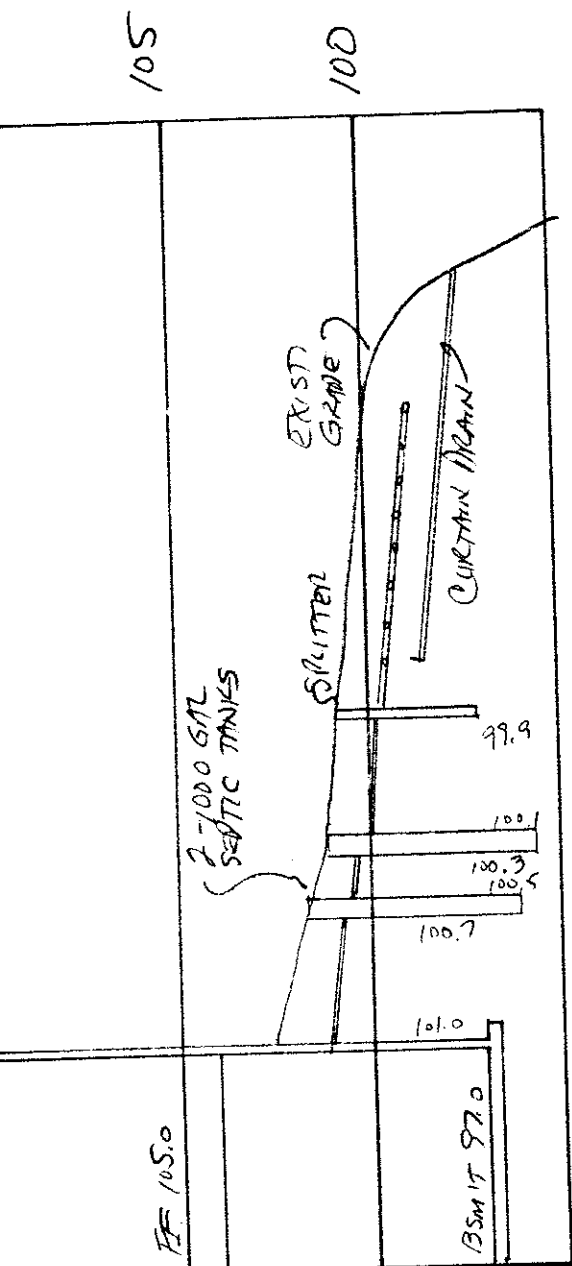 105
100
EXIST'
GRADE
SPLITTER
CURTAIN DRAIN
2-1000 GAL
SEPTIC TANKS
99.9
100.1
100.3
100.5
100.7
101.0
FF 105.0
BSMIT 97.0